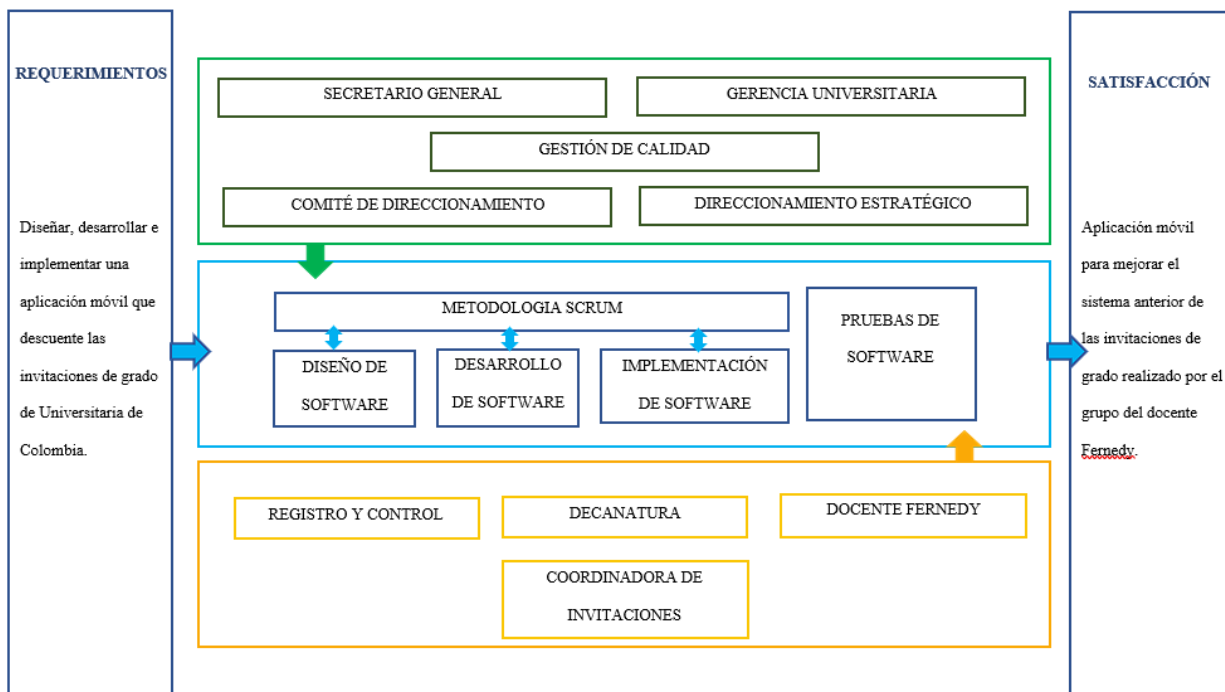 REQUERIMIENTOS
Diseñar, desarrollar e
implementar una
aplicación móvil que
descuente las
invitaciones de grado
de Universitaria de
Colombia.
SECRETARIO GENERAL
GERENCIA UNIVERSITARIA
GESTIÓN DE CALIDAD
COMITÉ DE DIRECCIONAMIENTO
DIRECCIONAMIENTO ESTRATÉGICO
METODOLOGIA SCRUM
DISEÑO DE
SOFTWARE
DESARROLLO
DE SOFTWARE
IMPLEMENTACIÓN
DE SOFTWARE
PRUEBAS DE
SOFTWARE
REGISTRO Y CONTROL
DECANATURA
DOCENTE FERNEDY
COORDINADORA DE
INVITACIONES
SATISFACCIÓN
Aplicación móvil
para mejorar el
sistema anterior de
las invitaciones de
grado realizado por el
grupo del docente
Fernedy.